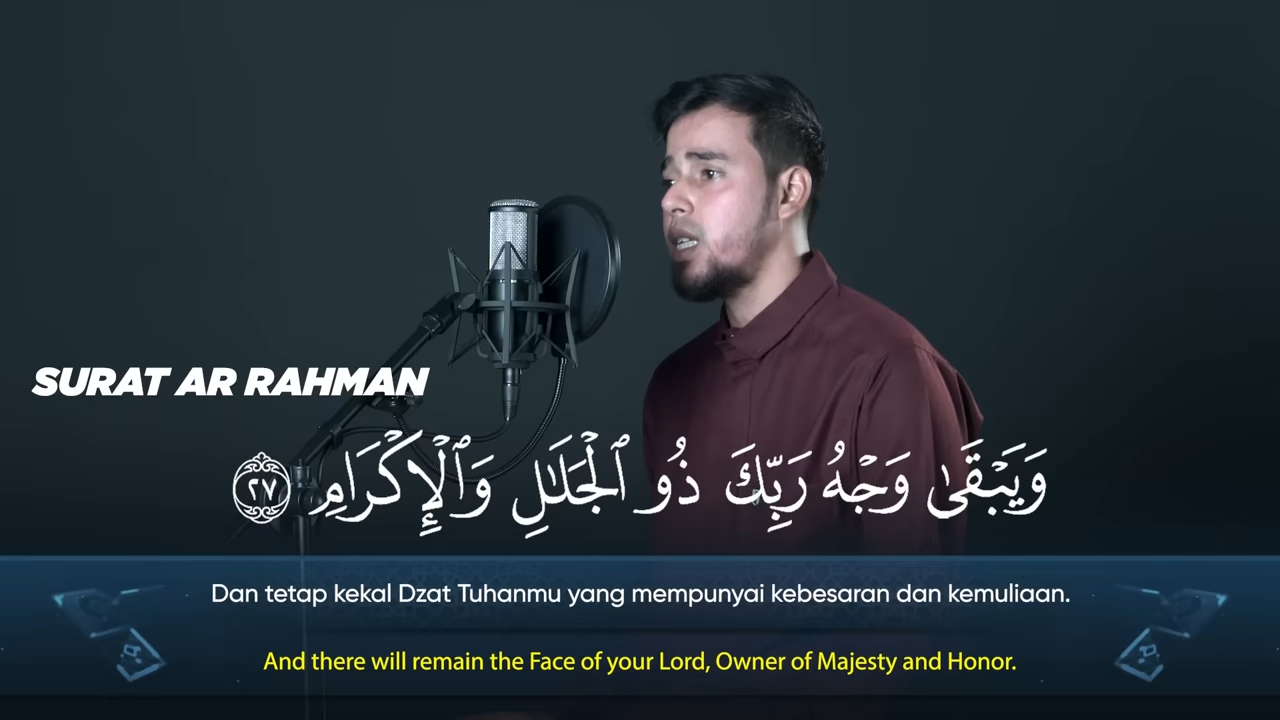 SURAT AR RAHMAN
وَيَبْقَىٰ وَجْهُ رَبِّكَ ذُو ٱلْجَلَـٰلِ وَٱلْإِكْرَامِ ٢٧
Dan tetap kekal Dzat Tuhanmu yang mempunyai kebesaran dan kemuliaan.
And there will remain the Face of your Lord, Owner of Majesty and Honor.